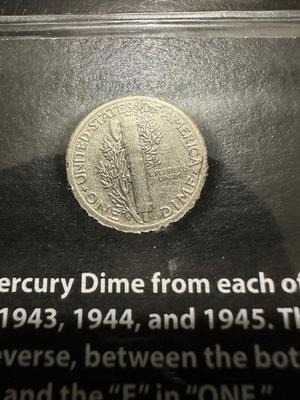 UNITED STATES OF AMERICA
ONE DIME
ercury Dime from each of
1943, 1944, and 1945. Th
everse, between the bot
and the "E" in "ONE"